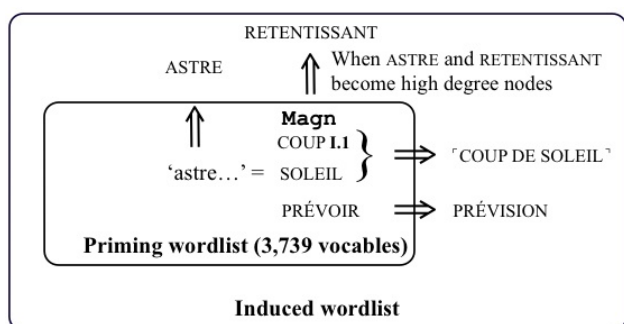 RETENTISSANT
ASTRE
When ASTRE and RETENTISSANT
become high degree nodes
Magn
COUP I.1
'astre…' = SOLEIL
⌜COUP DE SOLEIL⌝
PRÉVOIR
PRÉVISION
Priming wordlist (3,739 vocables)
Induced wordlist